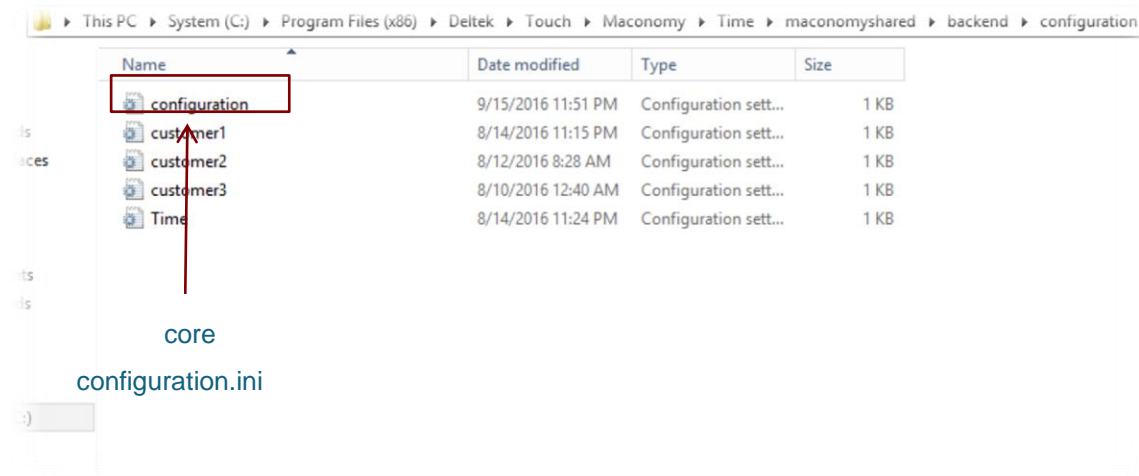 This PC System (C:) Program Files (x86) Deltek Touch Maconomy Time maconomyshared backend configuration
Name Date modified Type Size
configuration 9/15/2016 11:51 PM Configuration sett... 1 KB
customer1 8/14/2016 11:15 PM Configuration sett... 1 KB
customer2 8/12/2016 8:28 AM Configuration sett... 1 KB
customer3 8/10/2016 12:40 AM Configuration sett... 1 KB
Time 8/14/2016 11:24 PM Configuration sett... 1 KB
core
configuration.ini